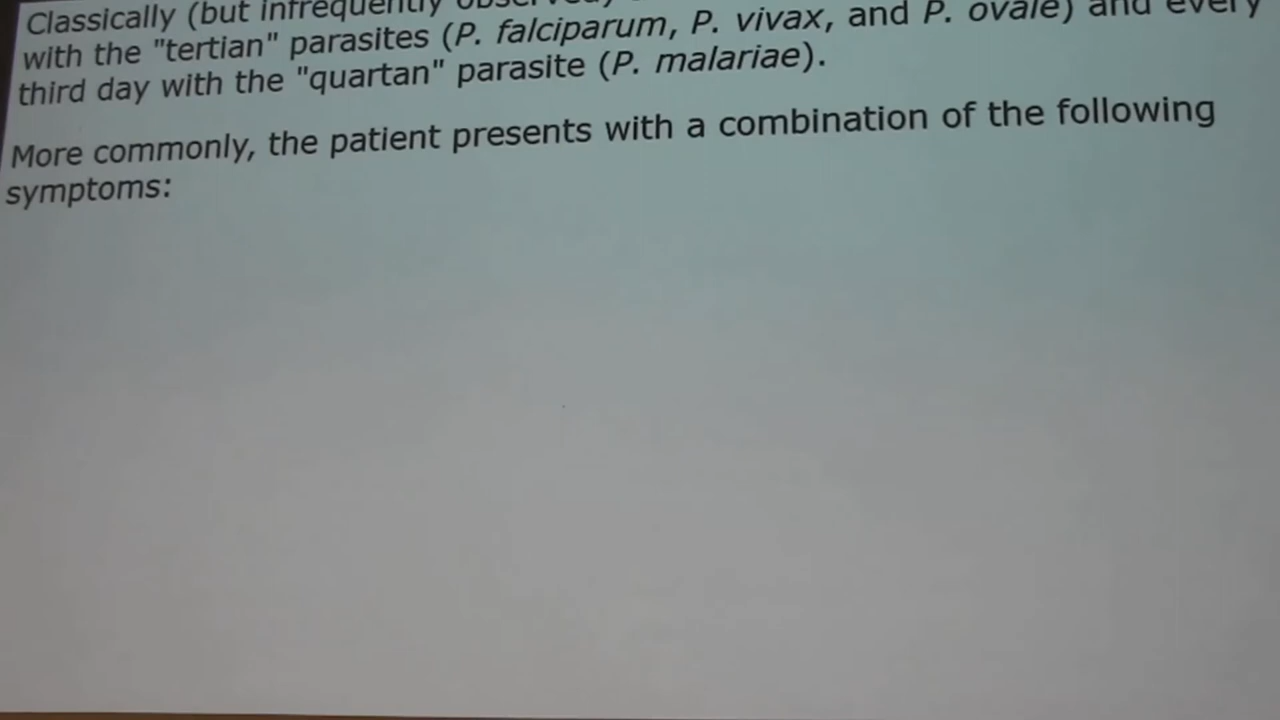 Classically (but infrequently
with the "tertian" parasites (P. falciparum, P. vivax, and P. ovale) and every
third day with the "quartan" parasite (P. malariae).
More commonly, the patient presents with a combination of the following
symptoms: